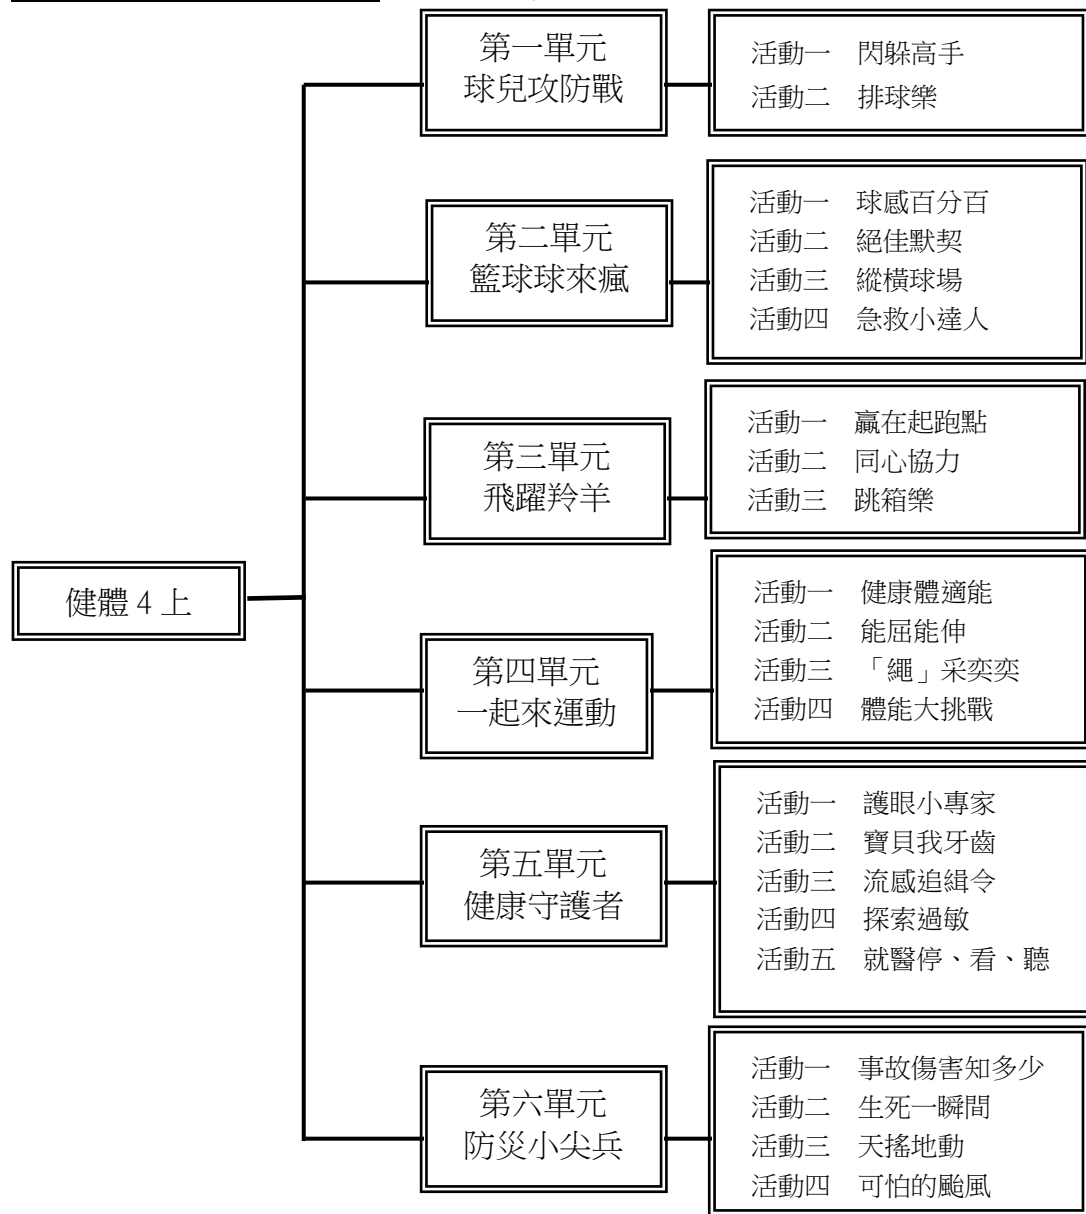 健體 4 上
第一單元
球兒攻防戰
活動一 閃躲高手
活動二 排球樂
第二單元
籃球球來瘋
活動一 球感百分百
活動二 絕佳默契
活動三 縱橫球場
活動四 急救小達人
第三單元
飛躍羚羊
活動一 贏在起跑點
活動二 同心協力
活動三 跳箱樂
第四單元
一起來運動
活動一 健康體適能
活動二 能屈能伸
活動三 「繩」采奕奕
活動四 體能大挑戰
第五單元
健康守護者
活動一 護眼小專家
活動二 寶貝我牙齒
活動三 流感追緝令
活動四 探索過敏
活動五 就醫停、看、聽
第六單元
防災小尖兵
活動一 事故傷害知多少
活動二 生死一瞬間
活動三 天搖地動
活動四 可怕的颱風